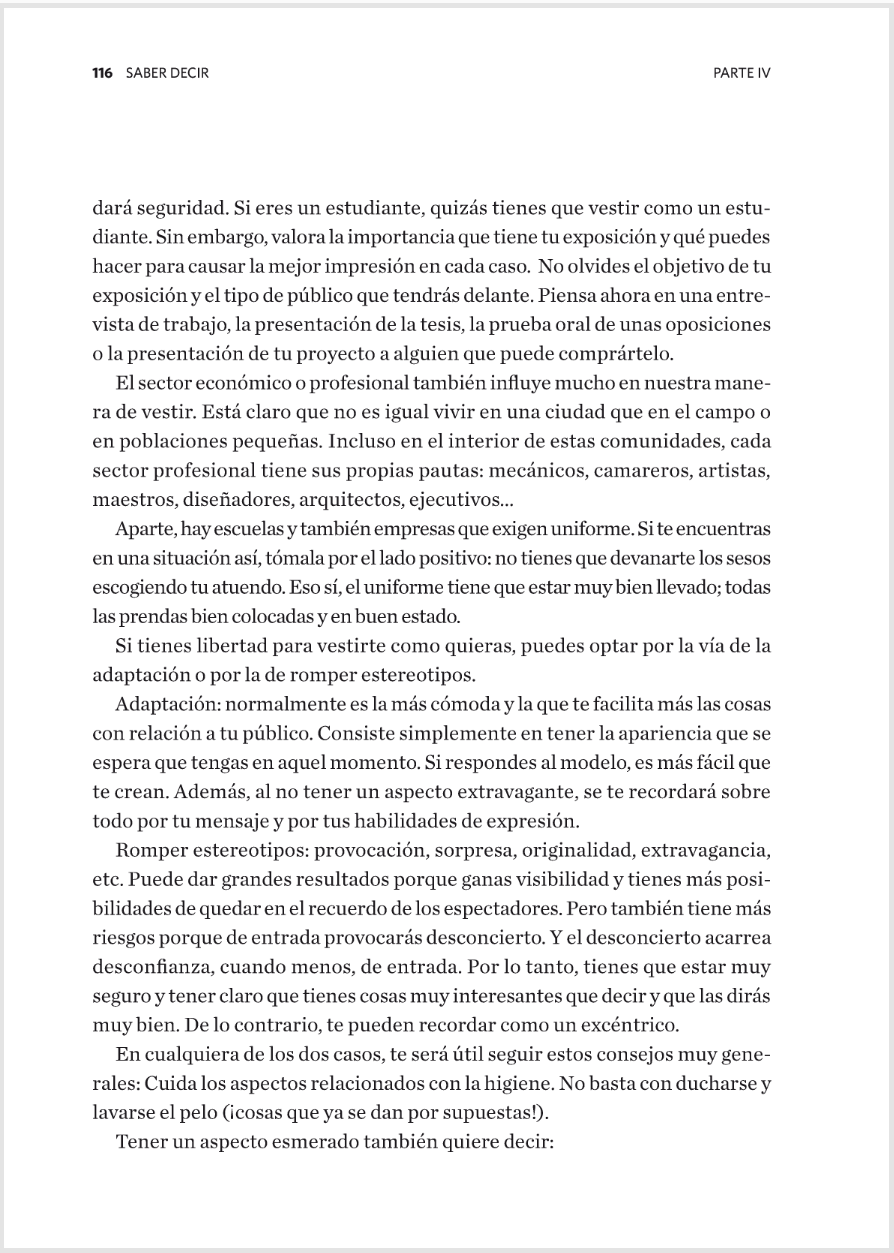 116 SABER DECIR PARTE IV
dará seguridad. Si eres un estudiante, quizás tienes que vestir como un estu-
diante. Sin embargo, valora la importancia que tiene tu exposición y qué puedes
hacer para causar la mejor impresión en cada caso. No olvides el objetivo de tu
exposición y el tipo de público que tendrás delante. Piensa ahora en una entre-
vista de trabajo, la presentación de la tesis, la prueba oral de unas oposiciones
o la presentación de tu proyecto a alguien que puede comprártelo.
El sector económico o profesional también influye mucho en nuestra mane-
ra de vestir. Está claro que no es igual vivir en una ciudad que en el campo o
en poblaciones pequeñas. Incluso en el interior de estas comunidades, cada
sector profesional tiene sus propias pautas: mecánicos, camareros, artistas,
maestros, diseñadores, arquitectos, ejecutivos...
Aparte, hay escuelas y también empresas que exigen uniforme. Si te encuentras
en una situación así, tómala por el lado positivo: no tienes que devanarte los sesos
escogiendo tu atuendo. Eso sí, el uniforme tiene que estar muy bien llevado; todas
las prendas bien colocadas y en buen estado.
Si tienes libertad para vestirte como quieras, puedes optar por la vía de la
adaptación o por la de romper estereotipos.
Adaptación: normalmente es la más cómoda y la que te facilita más las cosas
con relación a tu público. Consiste simplemente en tener la apariencia que se
espera que tengas en aquel momento. Si respondes al modelo, es más fácil que
te crean. Además, al no tener un aspecto extravagante, se te recordará sobre
todo por tu mensaje y por tus habilidades de expresión.
Romper estereotipos: provocación, sorpresa, originalidad, extravagancia,
etc. Puede dar grandes resultados porque ganas visibilidad y tienes más posi-
bilidades de quedar en el recuerdo de los espectadores. Pero también tiene más
riesgos porque de entrada provocarás desconcierto. Y el desconcierto acarrea
desconfianza, cuando menos, de entrada. Por lo tanto, tienes que estar muy
seguro y tener claro que tienes cosas muy interesantes que decir y que las dirás
muy bien. De lo contrario, te pueden recordar como un excéntrico.
En cualquiera de los dos casos, te será útil seguir estos consejos muy gene-
rales: Cuida los aspectos relacionados con la higiene. No basta con ducharse y
lavarse el pelo (¡cosas que ya se dan por supuestas!).
Tener un aspecto esmerado también quiere decir: